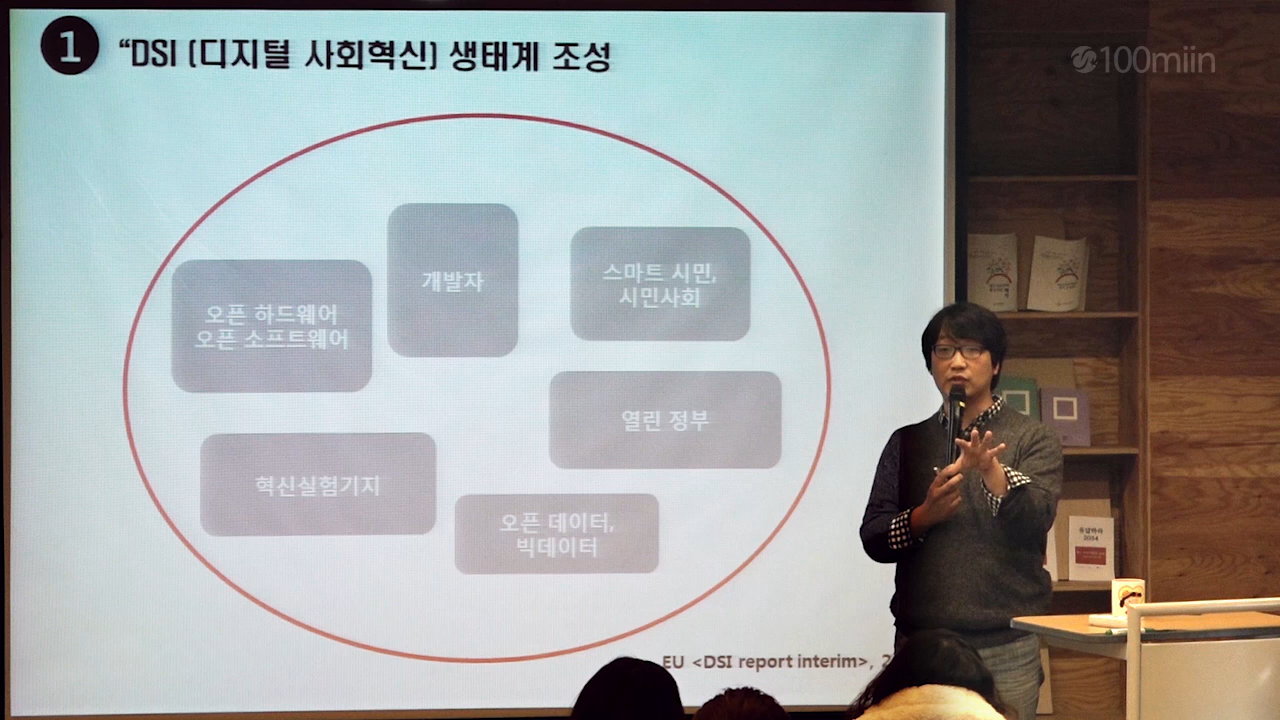 1 “DSI (디지털 사회혁신) 생태계 조성
100miin
개발자
스마트 시민,
시민사회
오픈 하드웨어
오픈 소프트웨어
열린 정부
혁신실험기지
오픈 데이터,
빅데이터
EU <DSI report interim>, 2